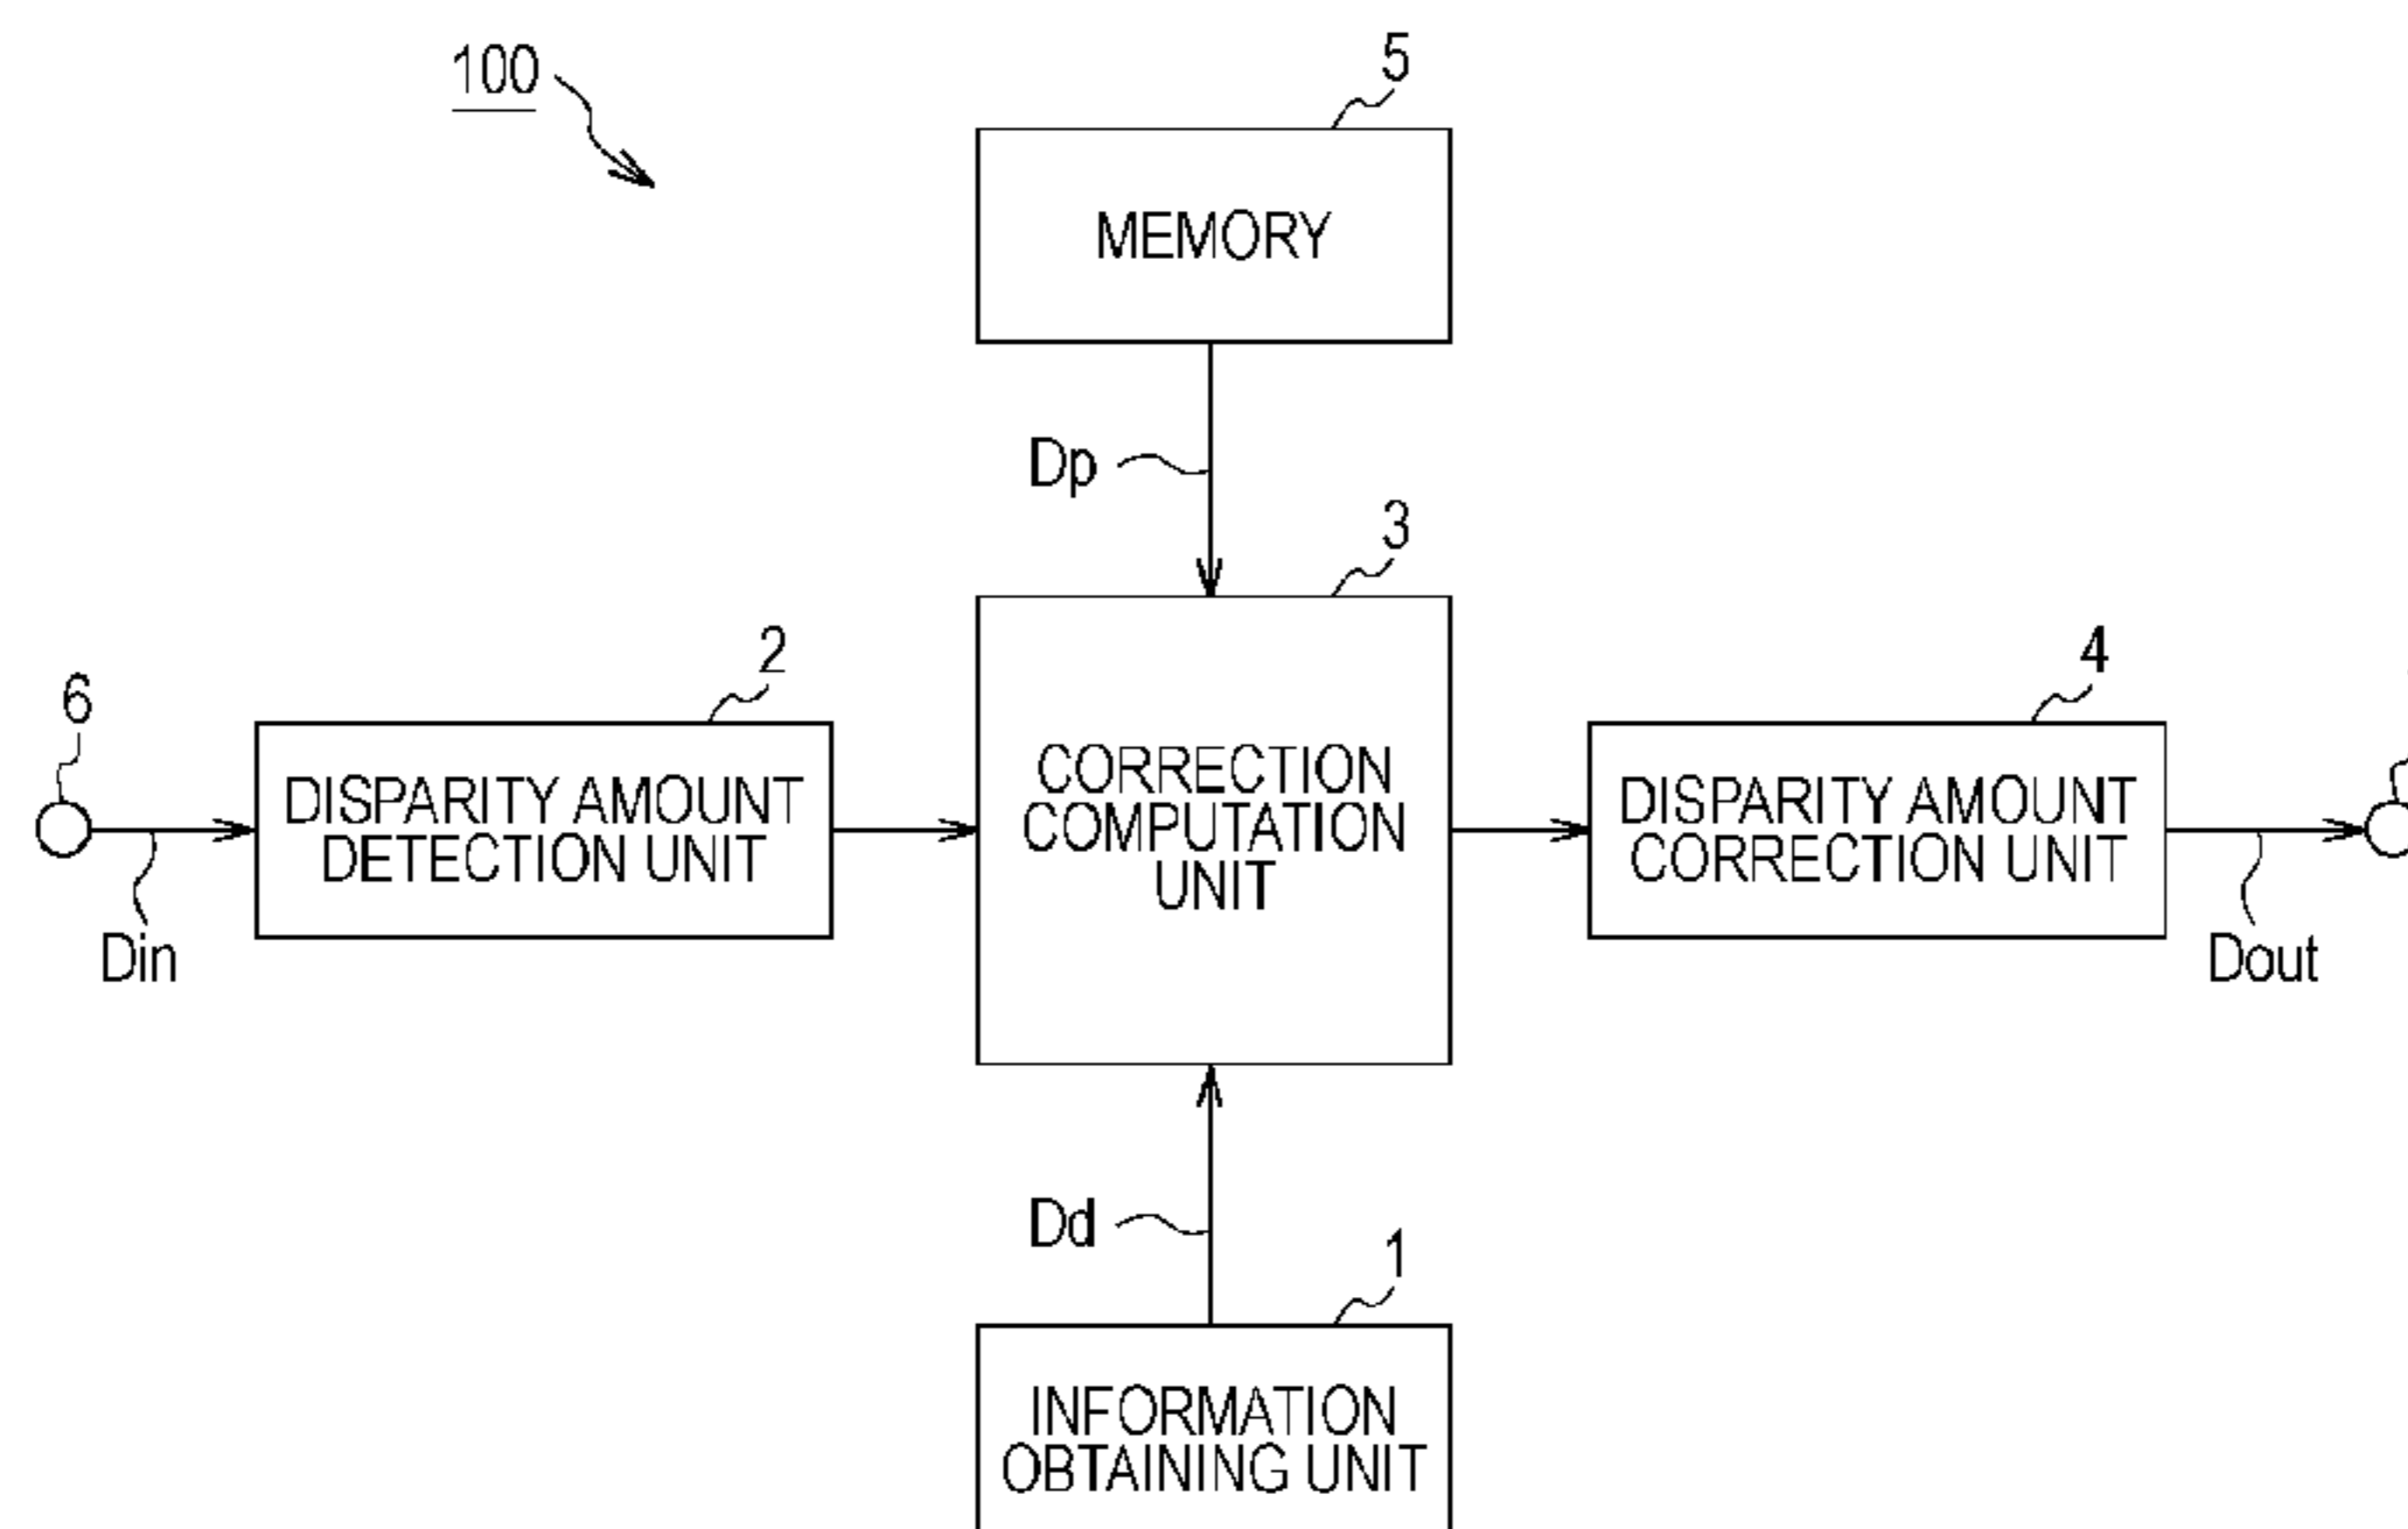 100
5
MEMORY
Dp
3
2
4
6
DISPARITY AMOUNT
DETECTION UNIT
CORRECTION
COMPUTATION
UNIT
DISPARITY AMOUNT
CORRECTION UNIT
Din
Dout
Dd
1
INFORMATION
OBTAINING UNIT